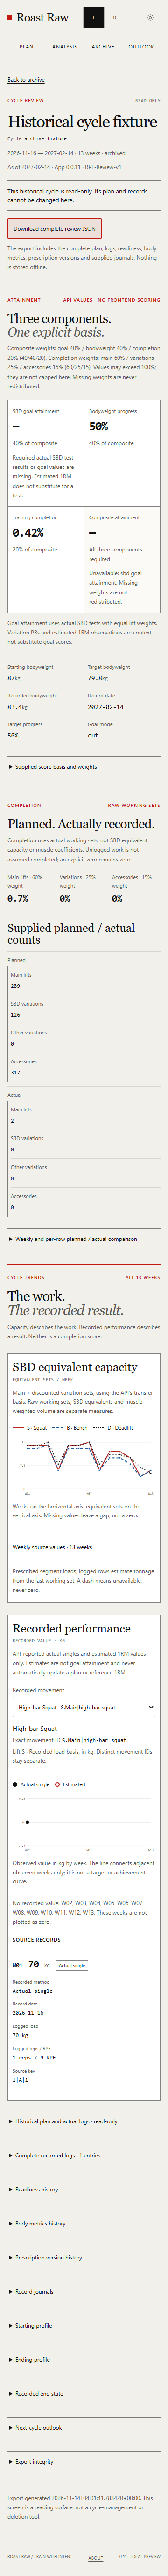 Roast Raw
L
D
PLAN
ANALYSIS
ARCHIVE
OUTLOOK
Back to archive
CYCLE REVIEW
READ-ONLY
Historical cycle fixture
Cycle archive-fixture
2026-11-16 — 2027-02-14 · 13 weeks · archived
As of 2027-02-14 · App 0.0.11 · RPL-Review-v1
This historical cycle is read-only. Its plan and records
cannot be changed here.
Download complete review JSON
The export includes the complete plan, logs, readiness, body
metrics, prescription versions and supplied journals. Nothing
is stored offline.
ATTAINMENT
API VALUES · NO FRONTEND SCORING
Three components.
One explicit basis.
Composite weights: goal 40% / bodyweight 40% / completion
20% (40/40/20). Completion weights: main 60% / variations
25% / accessories 15% (60/25/15). Values may exceed 100%;
they are not capped here. Missing weights are never
redistributed.
SBD goal attainment
—
40% of composite
Required actual SBD test
results or goal values are
missing. Estimated 1RM
does not substitute for a
test.
Bodyweight progress
50%
40% of composite
Training completion
0.42%
20% of composite
Composite attainment
—
All three components
required
Unavailable: sbd goal
attainment. Missing
weights are not
redistributed.
Goal attainment uses actual SBD tests with equal lift weights.
Variation PRs and estimated 1RM observations are context,
not substitute goal scores.
Starting bodyweight
87kg
Target bodyweight
79.8kg
Recorded bodyweight
83.4kg
Record date
2027-02-14
Target progress
50%
Goal mode
cut
▶ Supplied score basis and weights
COMPLETION
RAW WORKING SETS
Planned. Actually recorded.
Completion uses actual working sets, not SBD equivalent
capacity or muscle coefficients. Unlogged work is not
assumed completed; an explicit zero remains zero.
Main lifts · 60%
weight
0.7%
Variations · 25%
weight
0%
Accessories · 15%
weight
0%
Supplied planned / actual
counts
Planned
Main lifts
289
SBD variations
126
Other variations
0
Accessories
317
Actual
Main lifts
2
SBD variations
0
Other variations
0
Accessories
0
▶ Weekly and per-row planned / actual comparison
CYCLE TRENDS
ALL 13 WEEKS
The work.
The recorded result.
Capacity describes the work. Recorded performance describes
a result. Neither is a completion score.
SBD equivalent capacity
EQUIVALENT SETS / WEEK
Main + discounted variation sets, using the API's transfer
basis. Raw working sets, SBD equivalents and muscle-
weighted volume are separate measures.
S · Squat
B · Bench
D · Deadlift
Weeks on the horizontal axis; equivalent sets on the
vertical axis. Missing values leave a gap, not a zero.
Weekly source values · 13 weeks
Prescribed segment loads; logged rows estimate tonnage
from the last working set. A dash means unavailable,
never zero.
Recorded performance
RECORDED VALUE · KG
API-reported actual singles and estimated 1RM values
only. Estimates are not goal attainment and never
automatically update a plan or reference 1RM.
Recorded movement
High-bar Squat · S.Main|high-bar squat
High-bar Squat
Exact movement ID S.Main|high-bar squat
Lift S · Recorded load basis, in kg. Distinct movement IDs
stay separate.
Actual single
Estimated
Observed value in kg by week. The line connects adjacent
observed weeks only; it is not a target or achievement
curve.
No recorded value: W02, W03, W04, W05, W06, W07,
W08, W09, W10, W11, W12, W13. These weeks are not
plotted as zero.
SOURCE RECORDS
W01 70 kg Actual single
Recorded method
Actual single
Record date
2026-11-16
Logged load
70 kg
Logged reps / RPE
1 reps / 9 RPE
Source key
1|A|1
▶ Historical plan and actual logs · read-only
▶ Complete recorded logs · 1 entries
▶ Readiness history
▶ Body metrics history
▶ Prescription version history
▶ Record journals
▶ Starting profile
▶ Ending profile
▶ Recorded end state
▶ Next-cycle outlook
▶ Export integrity
Export generated 2026-11-14T04:01:41.783420+00:00. This
screen is a reading surface, not a cycle-management or
deletion tool.
ROAST RAW / TRAIN WITH INTENT
ABOUT
0.11 · LOCAL PREVIEW